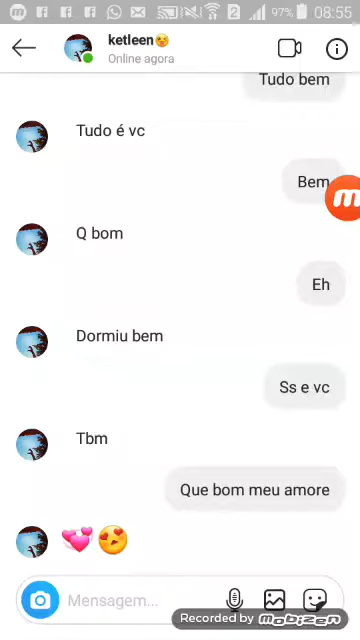 97% 08:55
ketleen😘
Online agora
Tudo bem
Tudo é vc
Bem
Q bom
Eh
Dormiu bem
Ss e vc
Tbm
Que bom meu amore
💞😍
Mensagem...
Recorded by mobizen